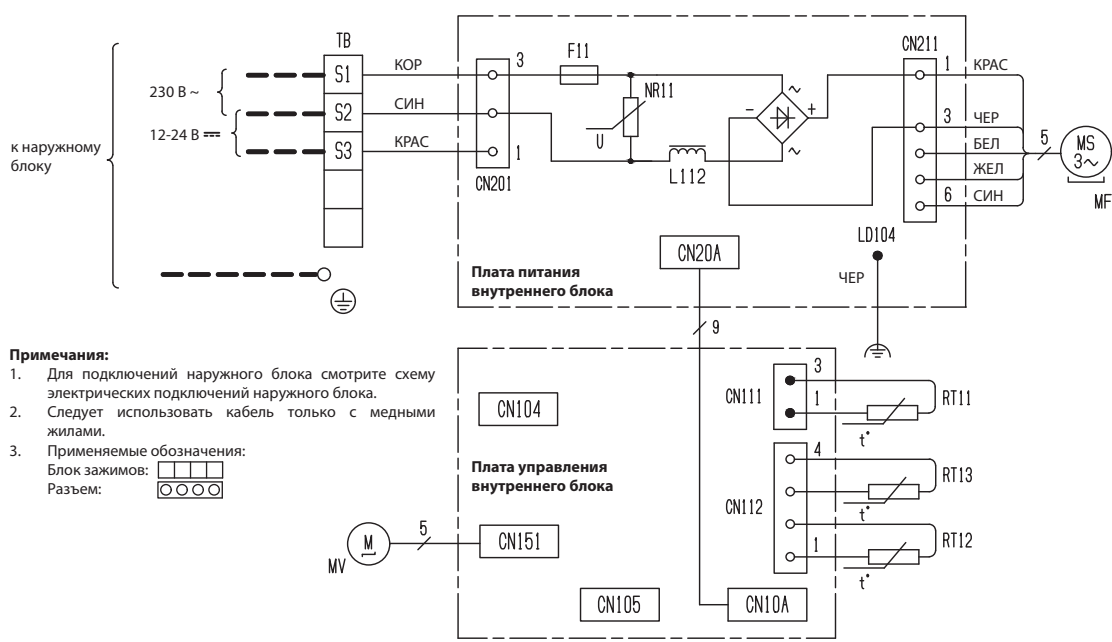 TB
S1
S2
S3
230 В ~
12-24 В
к наружному
блоку
КОР
СИН
КРАС
3
1
CN201
F11
NR11
U
L112
~
−
+
~
CN211
1
3
6
КРАС
ЧЕР
БЕЛ
ЖЕЛ
СИН
5
MS
3~
MF
CN20A
LD104
ЧЕР
Плата питания
внутреннего блока
9
Примечания:
1. Для подключений наружного блока смотрите схему
электрических подключений наружного блока.
2. Следует использовать кабель только с медными
жилами.
3. Применяемые обозначения:
Блок зажимов:
Разъем:
CN104
CN111
3
1
RT11
t°
Плата управления
внутреннего блока
CN112
4
1
RT13
t°
RT12
t°
M
MV
5
CN151
CN105
CN10A